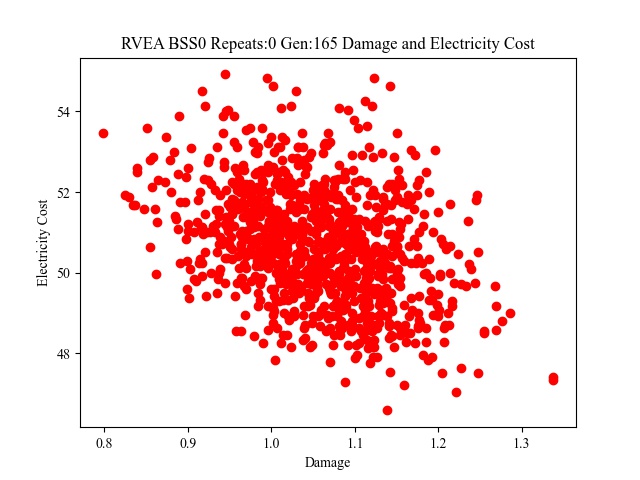 RVEA BSS0 Repeats:0 Gen:165 Damage and Electricity Cost
54
52
50
48
Electricity Cost
0.8 0.9 1.0 1.1 1.2 1.3
Damage